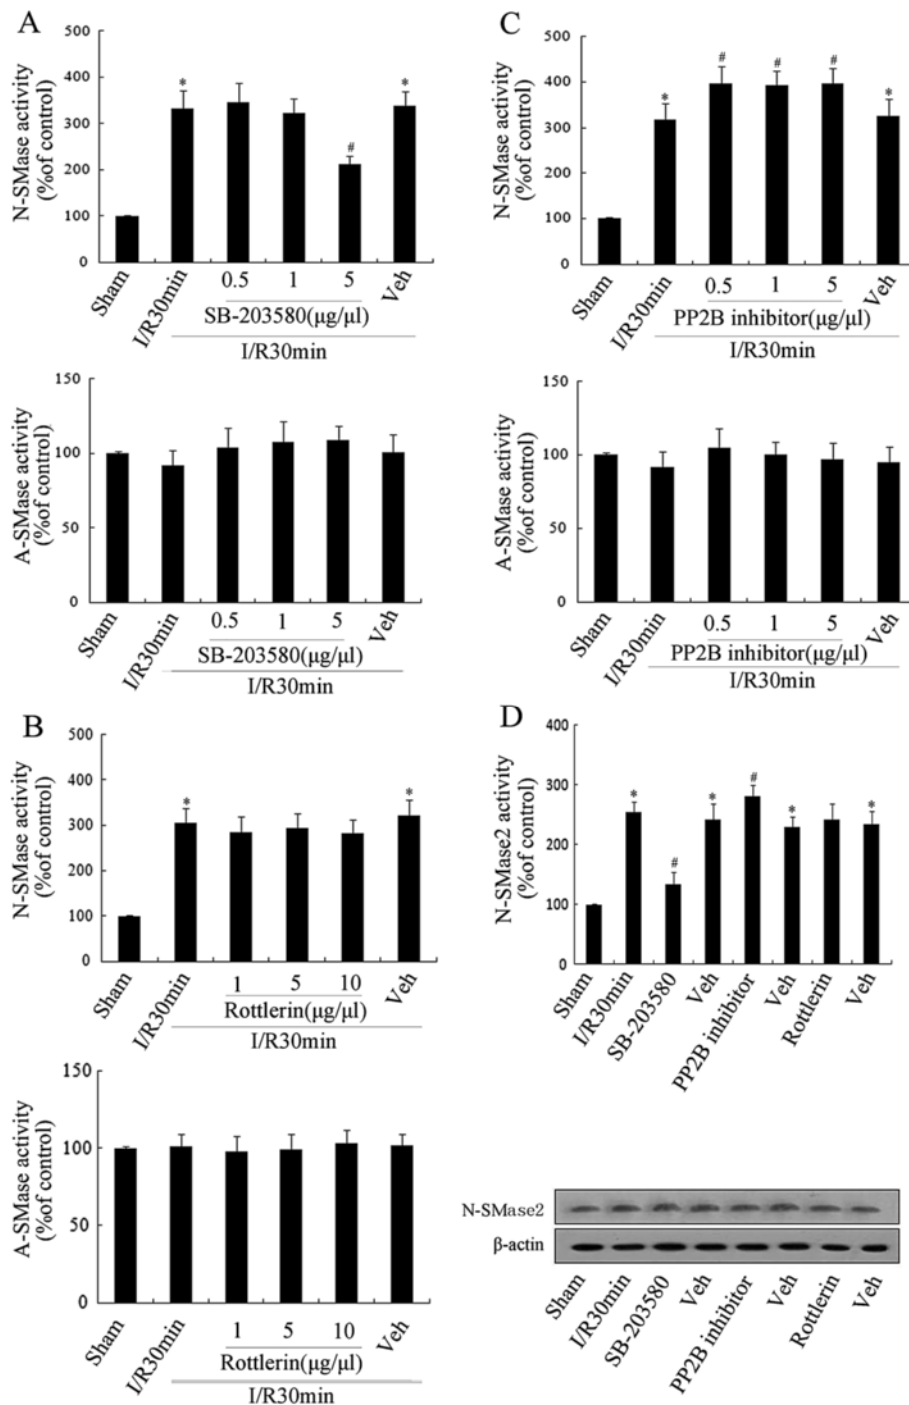 A
N-SMase activity
(%of control)
500
400
300
200
100
0
*
#
*
Sham
I/R30min
0.5 1 5
Veh
SB-203580(μg/μl)
I/R30min
A-SMase activity
(%of control)
150
100
50
0
Sham
I/R30min
0.5 1 5
Veh
SB-203580(μg/μl)
I/R30min
B
N-SMase activity
(%of control)
500
400
300
200
100
0
*
*
Sham
I/R30min
1 5 10
Veh
Rottlerin(μg/μl)
I/R30min
A-SMase activity
(%of control)
150
100
50
0
Sham
I/R30min
1 5 10
Veh
Rottlerin(μg/μl)
I/R30min
C
N-SMase activity
(%of control)
500
400
300
200
100
0
*
# # #
*
Sham
I/R30min
0.5 1 5
Veh
PP2B inhibitor(μg/μl)
I/R30min
A-SMase activity
(%of control)
150
100
50
0
Sham
I/R30min
0.5 1 5
Veh
PP2B inhibitor(μg/μl)
I/R30min
D
N-SMase2 activity
(%of control)
400
300
200
100
0
*
#
*
#
*
*
Sham
I/R30min
SB-203580
Veh
PP2B inhibitor
Veh
Rottlerin
Veh
N-SMase2
β-actin
Sham
I/R30min
SB-203580
Veh
PP2B inhibitor
Veh
Rottlerin
Veh